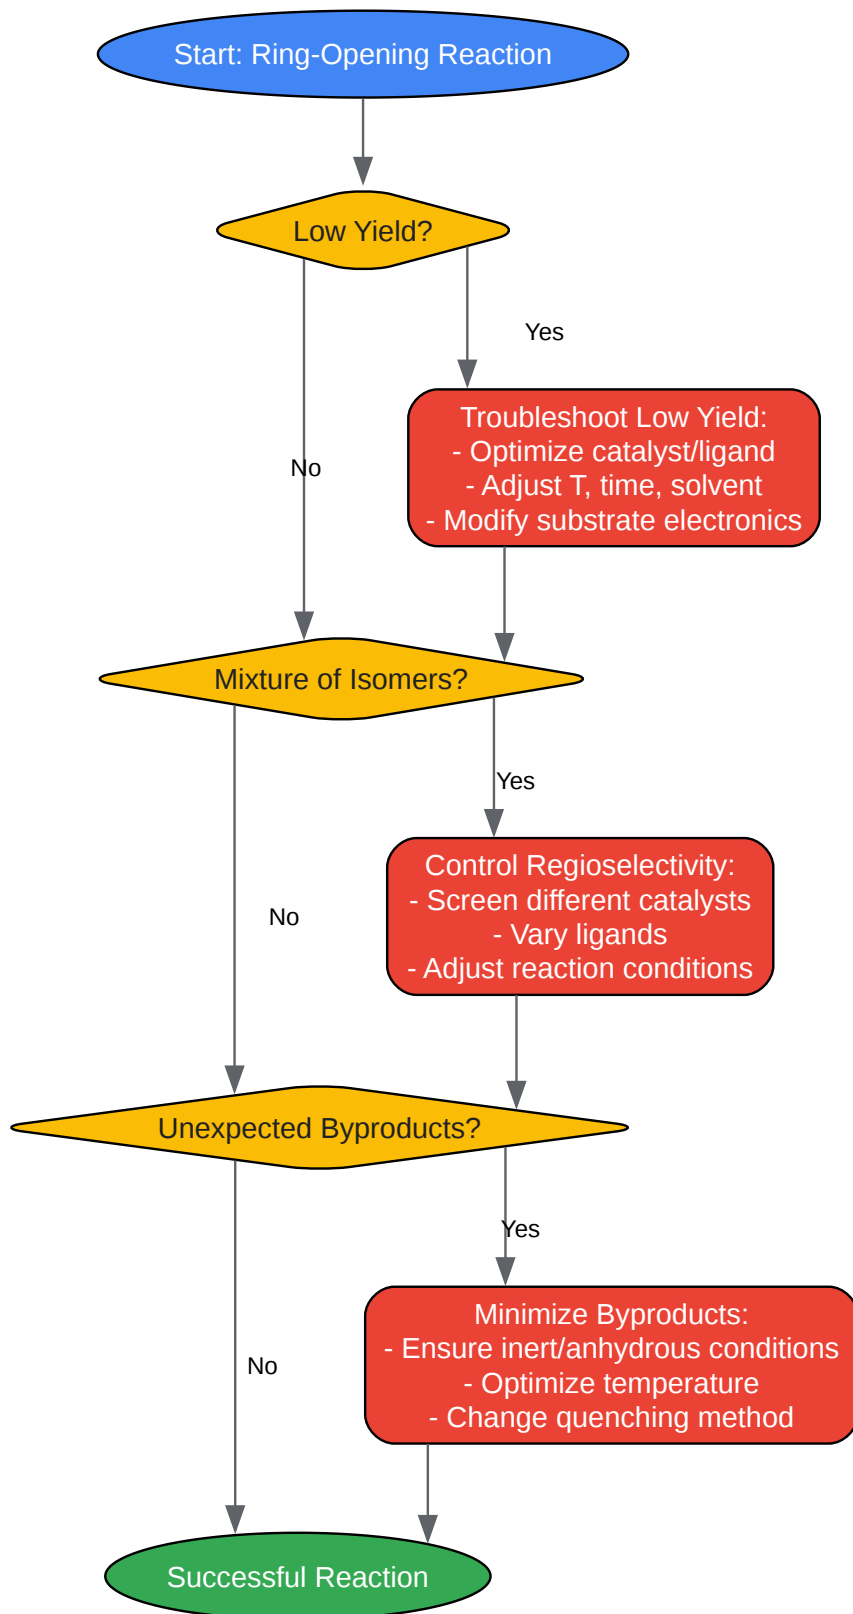 Start: Ring-Opening Reaction
Low Yield?
Yes
Troubleshoot Low Yield:
- Optimize catalyst/ligand
- Adjust T, time, solvent
- Modify substrate electronics
No
Mixture of Isomers?
Yes
Control Regioselectivity:
- Screen different catalysts
- Vary ligands
- Adjust reaction conditions
No
Unexpected Byproducts?
Yes
Minimize Byproducts:
- Ensure inert/anhydrous conditions
- Optimize temperature
- Change quenching method
No
Successful Reaction